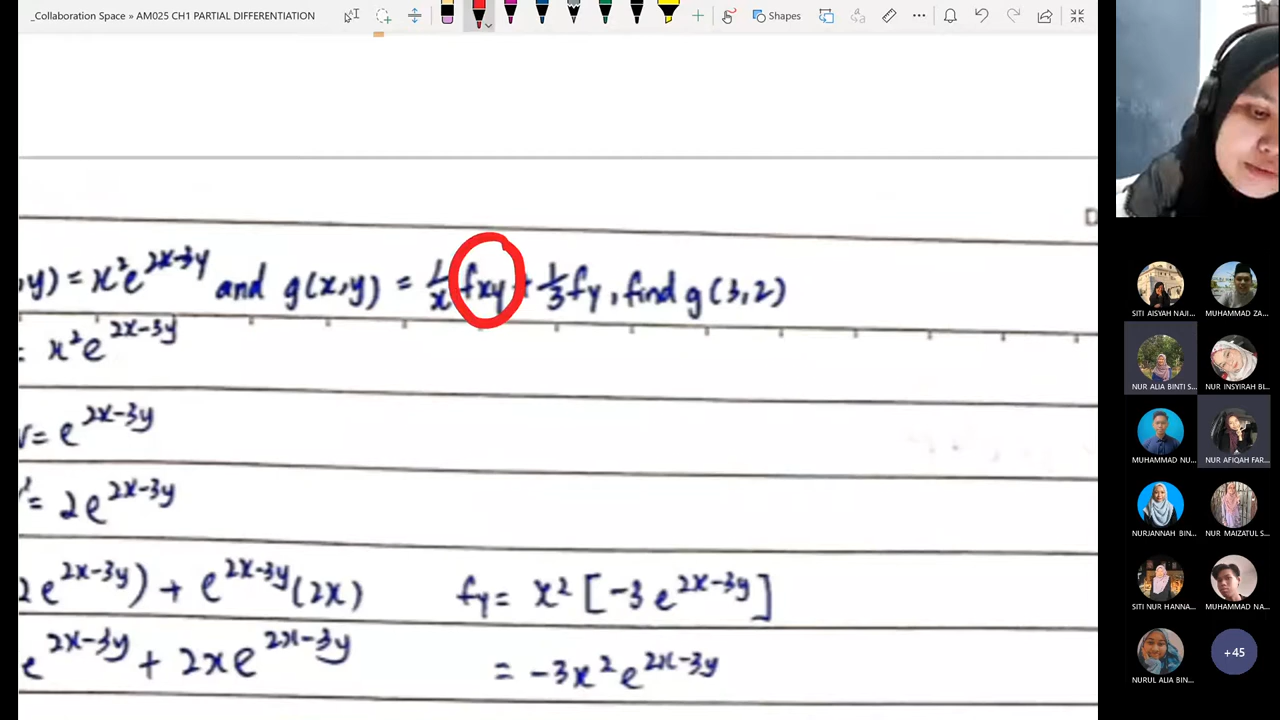 _Collaboration Space » AM025 CH1 PARTIAL DIFFERENTIATION
Shapes
,y) = x²e^(2x-3y) and g(x,y) = 1/x fxy + 1/3 fy, find g(3,2)
= x²e^(2x-3y)
v = e^(2x-3y)
v' = 2e^(2x-3y)
2e^(2x-3y)) + e^(2x-3y)(2x)
fy = x² [-3e^(2x-3y)]
e^(2x-3y) + 2xe^(2x-3y)
= -3x²e^(2x-3y)
SITI AISYAH NAJI...
MUHAMMAD ZA...
NUR ALIA BINTI S...
NUR INSYIRAH BI...
MUHAMMAD NU...
NUR AFIQAH FAR...
NURJANNAH BIN...
NUR MAIZATUL S...
SITI NUR HANNA...
MUHAMMAD NA...
NURUL ALIA BIN...
+45